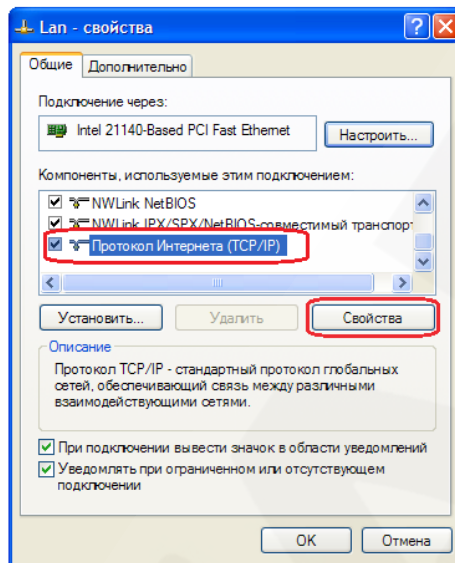 Lan - свойства
Общие
Дополнительно
Подключение через:
Intel 21140-Based PCI Fast Ethernet
Настроить...
Компоненты, используемые этим подключением:
NWLink NetBIOS
NWLink IPX/SPX/NetBIOS-совместимый транспорт
Протокол Интернета (TCP/IP)
Установить...
Удалить
Свойства
Описание
Протокол TCP/IP - стандартный протокол глобальных
сетей, обеспечивающий связь между различными
взаимодействующими сетями.
При подключении вывести значок в области уведомлений
Уведомлять при ограниченном или отсутствующем
подключении
OK
Отмена